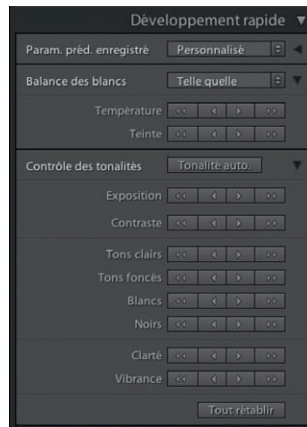 Développement rapide
Param. préd. enregistré Personnalisé
Balance des blancs Telle quelle
Température
Teinte
Contrôle des tonalités Tonalité auto.
Exposition
Contraste
Tons clairs
Tons foncés
Blancs
Noirs
Clarté
Vibrance
Tout rétablir